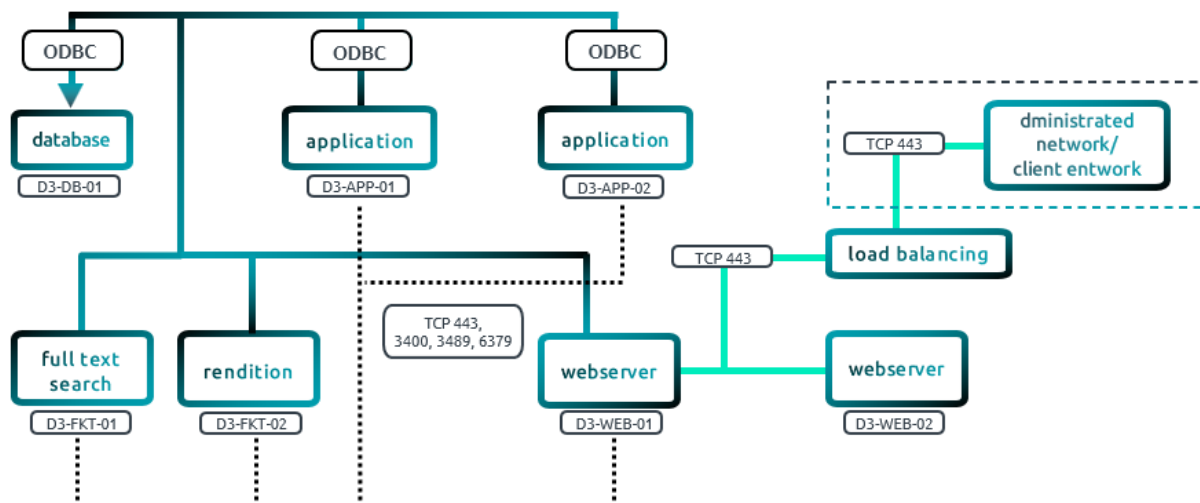 ODBC
ODBC
ODBC
database
application
application
D3-DB-01
D3-APP-01
D3-APP-02
TCP 443
dministrated
network/
client entwork
TCP 443
load balancing
TCP 443,
3400, 3489, 6379
full text
search
rendition
webserver
webserver
D3-FKT-01
D3-FKT-02
D3-WEB-01
D3-WEB-02